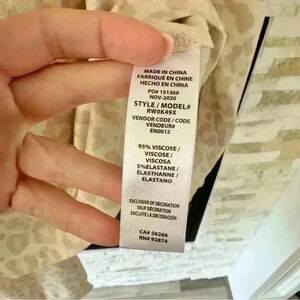 MADE IN CHINA
FABRIQUÉ EN CHINE
HECHO EN CHINA
PO# 151369
NOV-2020
STYLE / MODEL#
RW0K49X
VENDOR CODE / CODE
VENDEUR#
EN0012
95% VISCOSE /
VISCOSE /
VISCOSA
5%ELASTANE /
ÉLASTHANNE /
ELASTANO
EXCLUSIVE OF DECORATION
SAUF DÉCORATION
EXCLUYE LA DECORACIÓN
CA# 56266
RN# 92874